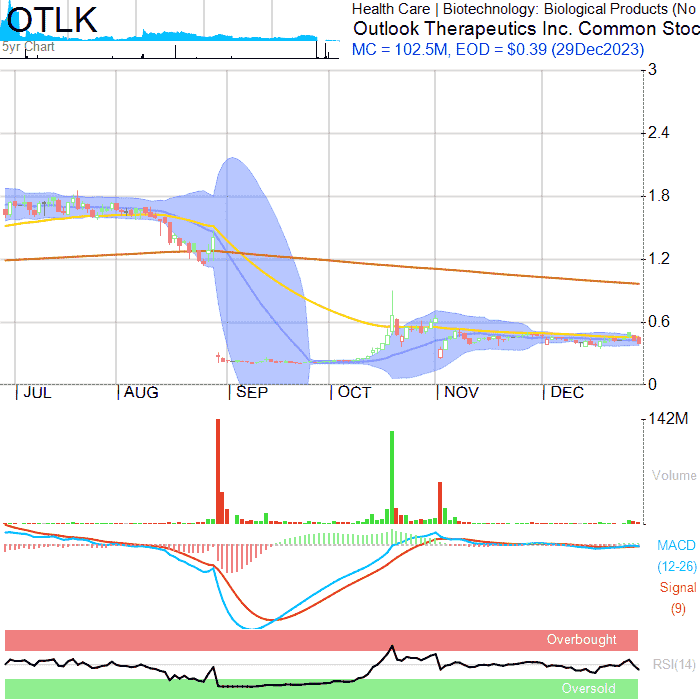 OTLK
5yr Chart
Health Care | Biotechnology: Biological Products (No
Outlook Therapeutics Inc. Common Stoc
MC = 102.5M, EOD = $0.39 (29Dec2023)
3
2.4
1.8
1.2
0.6
0
JUL AUG SEP OCT NOV DEC
142M
Volume
MACD
(12-26)
Signal
(9)
Overbought
RSI(14)
Oversold